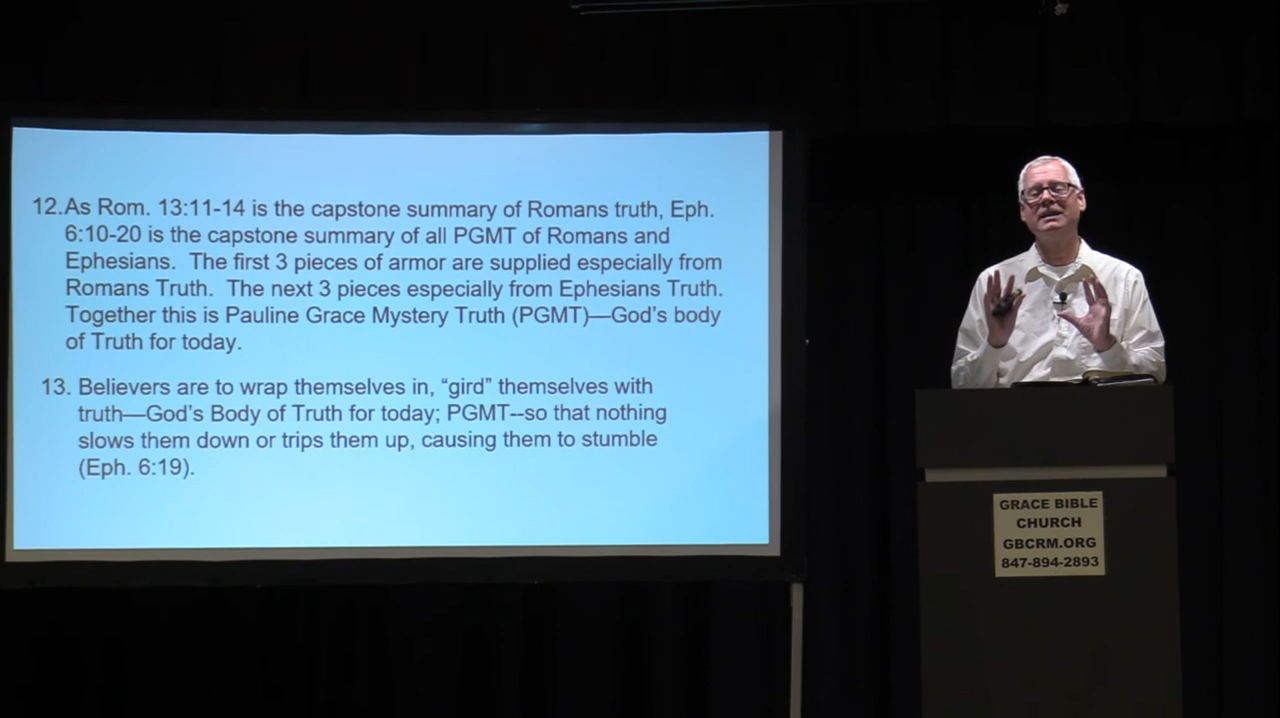 12.As Rom. 13:11-14 is the capstone summary of Romans truth, Eph.
6:10-20 is the capstone summary of all PGMT of Romans and
Ephesians. The first 3 pieces of armor are supplied especially from
Romans Truth. The next 3 pieces especially from Ephesians Truth.
Together this is Pauline Grace Mystery Truth (PGMT)—God's body
of Truth for today.
13. Believers are to wrap themselves in, “gird” themselves with
truth—God's Body of Truth for today; PGMT--so that nothing
slows them down or trips them up, causing them to stumble
(Eph. 6:19).
GRACE BIBLE
CHURCH
GBCRM.ORG
847-894-2893